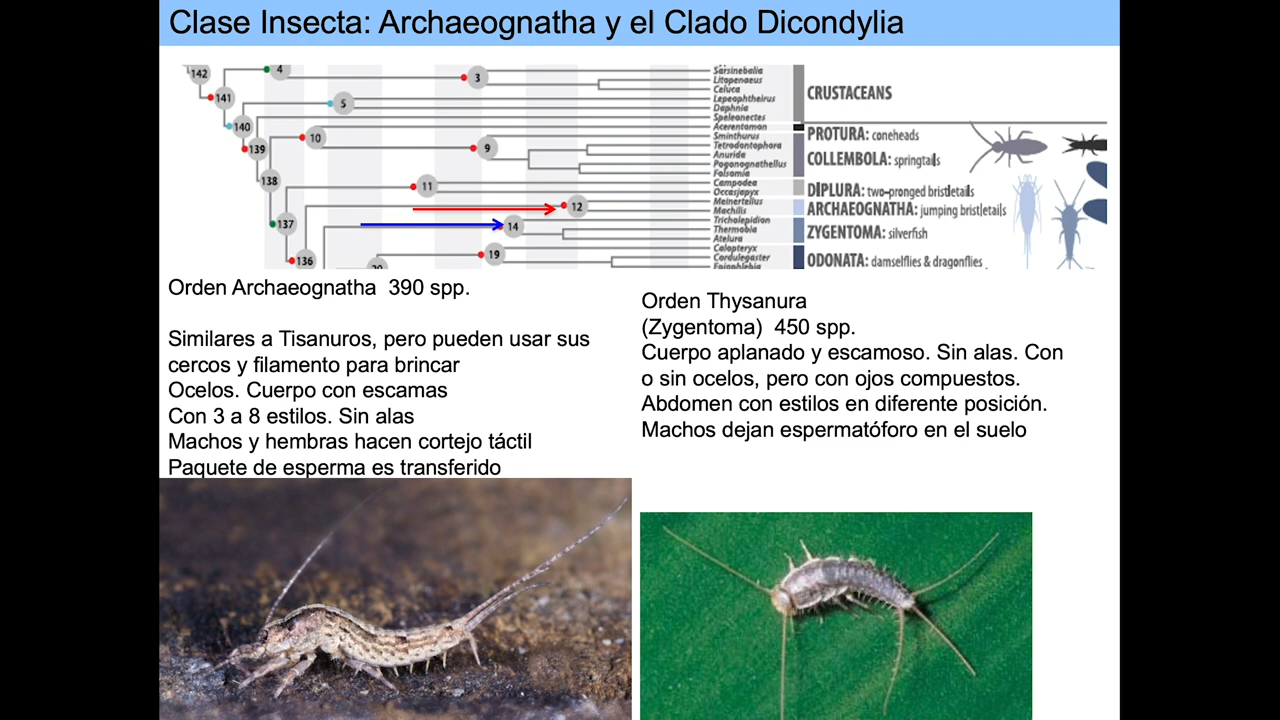 Clase Insecta: Archaeognatha y el Clado Dicondylia
142
4
3
141
5
140
10
139
9
138
11
12
137
14
136
19
20
Sarsinebalia
Litopenaeus
Celuca
Lepeophtheirus
Daphnia
Speleonectes
Acerentomon
Sminthurus
Tetrodontophora
Anurida
Pogonognathellus
Folsomia
Campodea
Occasjapyx
Meinertellus
Machilis
Tricholepidion
Thermobia
Atelura
Calopteryx
Cordulegaster
Epiophlebia
CRUSTACEANS
PROTURA: coneheads
COLLEMBOLA: springtails
DIPLURA: two-pronged bristletails
ARCHAEOGNATHA: jumping bristletails
ZYGENTOMA: silverfish
ODONATA: damselflies & dragonflies
Orden Archaeognatha 390 spp.
Similares a Tisanuros, pero pueden usar sus
cercos y filamento para brincar
Ocelos. Cuerpo con escamas
Con 3 a 8 estilos. Sin alas
Machos y hembras hacen cortejo táctil
Paquete de esperma es transferido
Orden Thysanura
(Zygentoma) 450 spp.
Cuerpo aplanado y escamoso. Sin alas. Con
o sin ocelos, pero con ojos compuestos.
Abdomen con estilos en diferente posición.
Machos dejan espermatóforo en el suelo